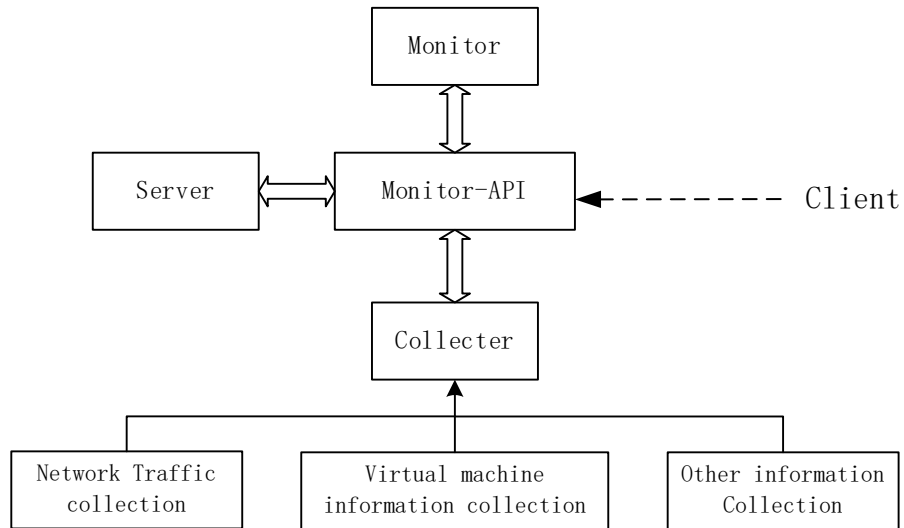 Monitor
Server
Monitor-API
Client
Collecter
Network Traffic
collection
Virtual machine
information collection
Other information
Collection